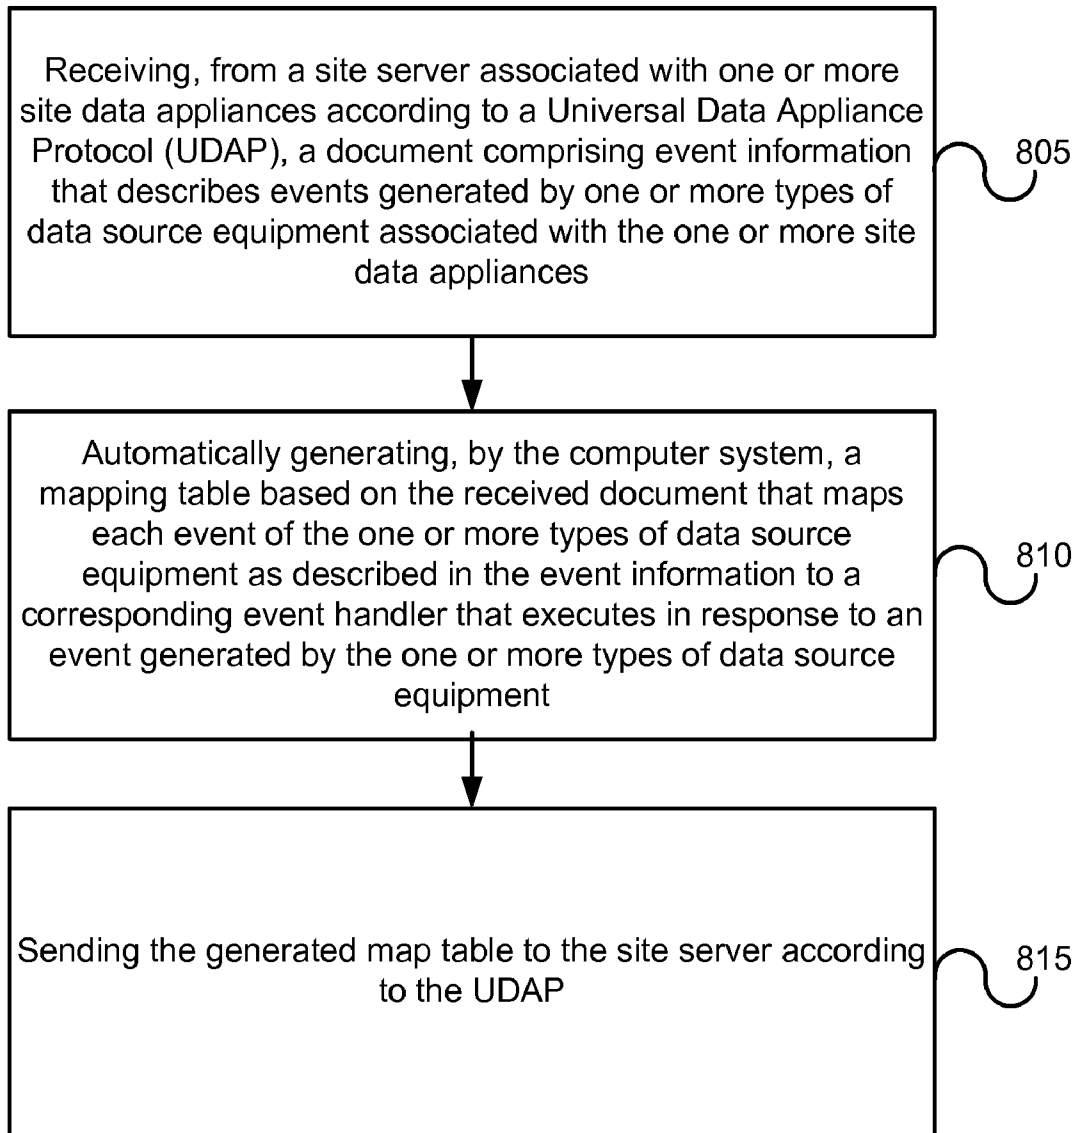 Receiving, from a site server associated with one or more
site data appliances according to a Universal Data Appliance
Protocol (UDAP), a document comprising event information
that describes events generated by one or more types of
data source equipment associated with the one or more site
data appliances
805
Automatically generating, by the computer system, a
mapping table based on the received document that maps
each event of the one or more types of data source
equipment as described in the event information to a
corresponding event handler that executes in response to an
event generated by the one or more types of data source
equipment
810
Sending the generated map table to the site server according
to the UDAP
815